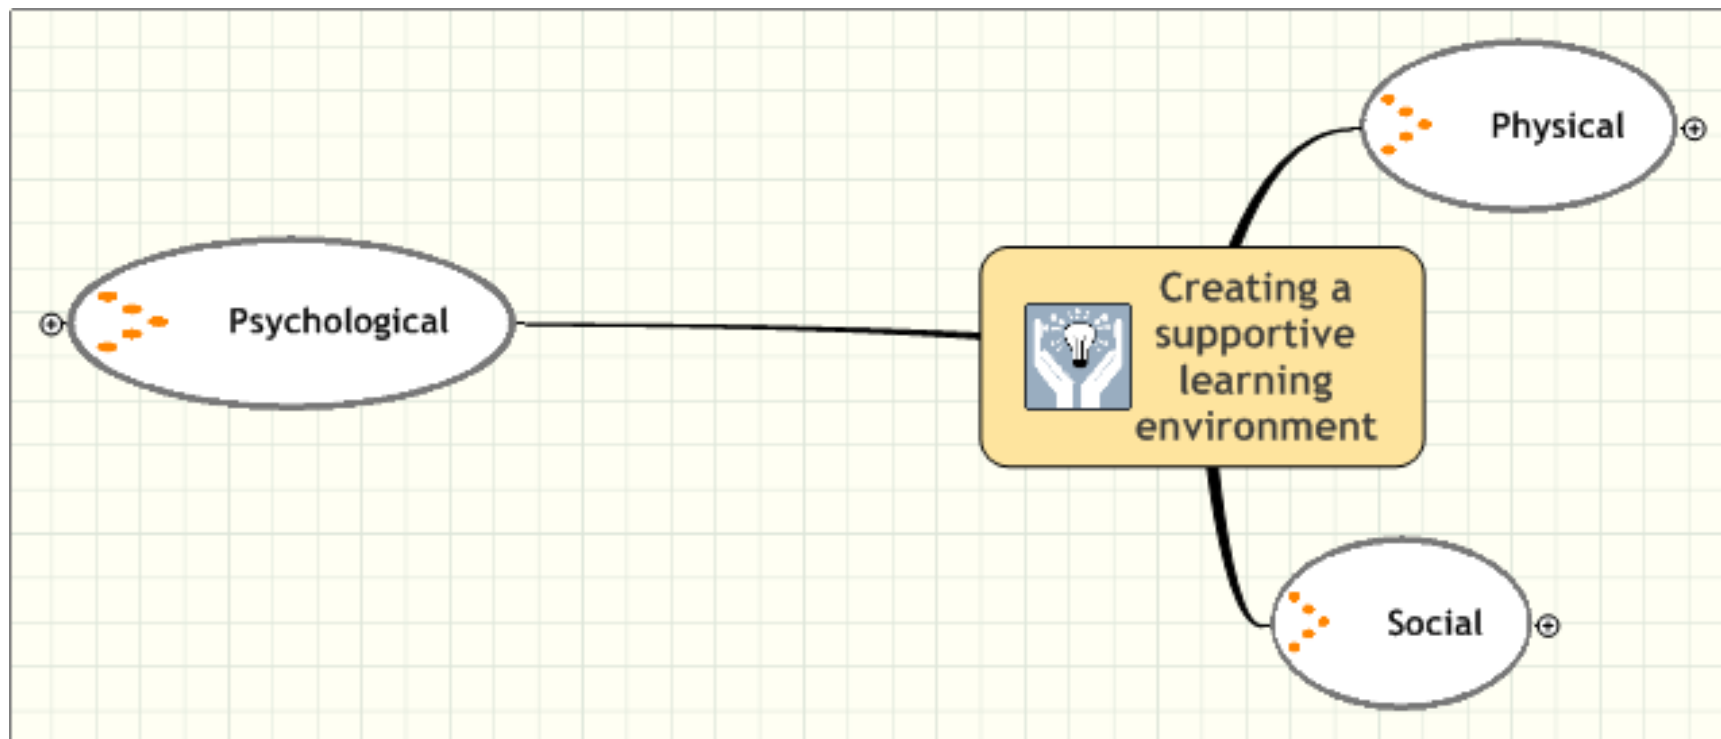 Physical
Creating a
supportive
learning
environment
Psychological
Social